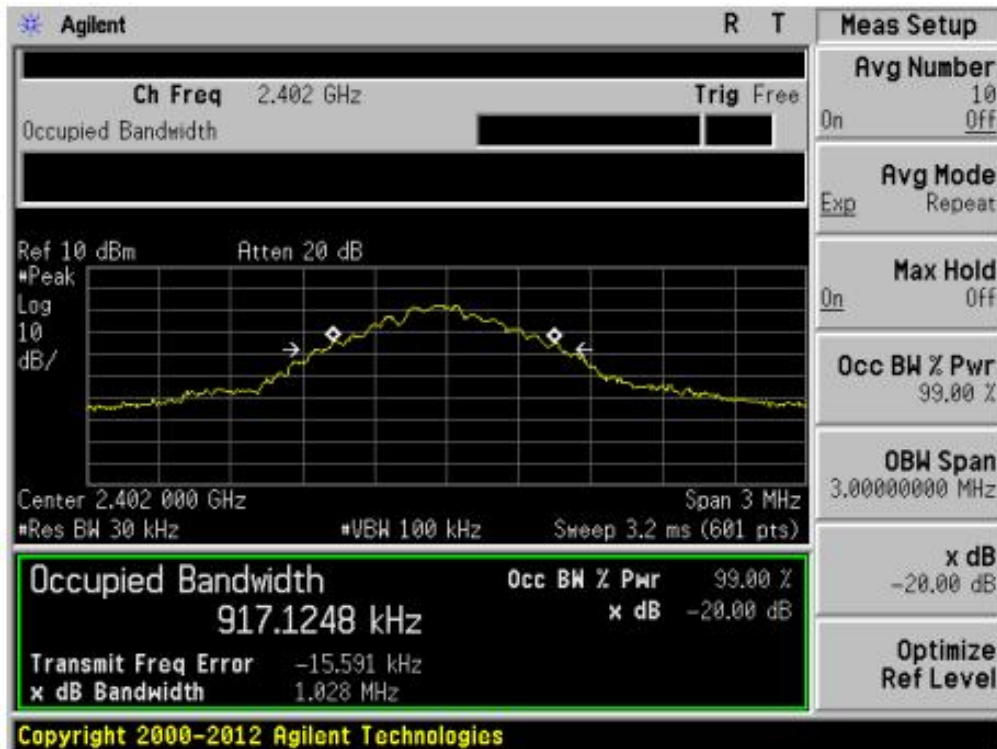 Agilent R T
Ch Freq 2.402 GHz Trig Free
Occupied Bandwidth
Ref 10 dBm Atten 20 dB
#Peak
Log
10
dB/
Center 2.402 000 GHz Span 3 MHz
#Res BW 30 kHz #VBW 100 kHz Sweep 3.2 ms (601 pts)
Occupied Bandwidth Occ BW % Pwr 99.00 %
917.1248 kHz x dB -20.00 dB
Transmit Freq Error -15.591 kHz
x dB Bandwidth 1.028 MHz
Copyright 2000-2012 Agilent Technologies
Meas Setup
Avg Number
10
On Off
Avg Mode
Exp Repeat
Max Hold
On Off
Occ BW % Pwr
99.00 %
OBW Span
3.00000000 MHz
x dB
-20.00 dB
Optimize
Ref Level